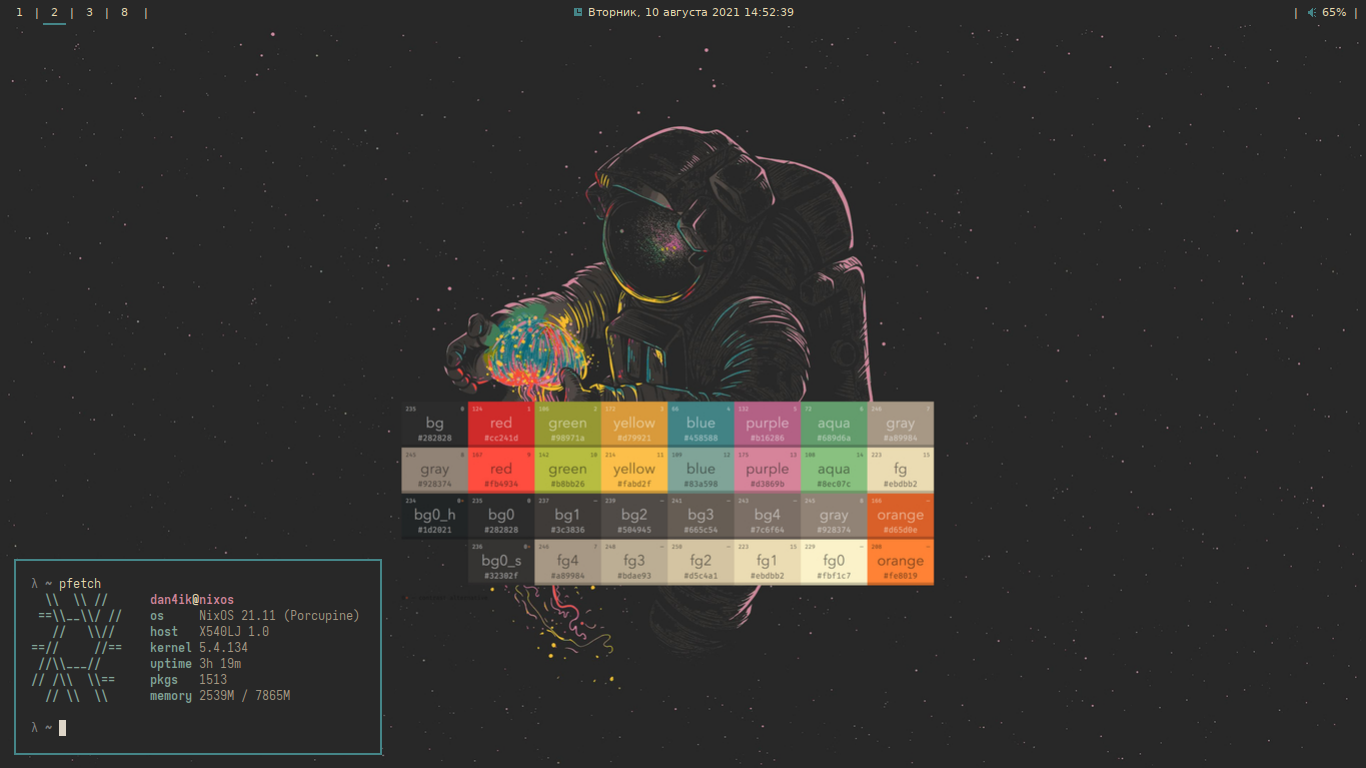 1 | 2 | 3 | 8 |
Вторник, 10 августа 2021 14:52:39
| 65% |
235 0 124 1 106 2 172 3 66 4 132 5 72 6 246 7
bg red green yellow blue purple aqua gray
#282828 #cc241d #98971a #d79921 #458588 #b16286 #689d6a #a89984
245 8 167 9 142 10 214 11 109 12 175 13 108 14 223 15
gray red green yellow blue purple aqua fg
#928374 #fb4934 #b8bb26 #fabd2f #83a598 #d3869b #8ec07c #ebdbb2
234 0- 235 0 237 — 239 — 241 — 243 — 245 — 166 —
bg0_h bg0 bg1 bg2 bg3 bg4 gray orange
#1d2021 #282828 #3c3836 #504945 #665c54 #7c6f64 #928374 #d65d0e
236 0- 246 7 248 — 250 — 223 15 229 — 208 —
bg0_s fg4 fg3 fg2 fg1 fg0 orange
#32302f #a89984 #bdae93 #d5c4a1 #ebdbb2 #fbf1c7 #fe8019
λ ~ pfetch
\\ \\ // dan4ik@nixos
==\\__\\/ // os NixOS 21.11 (Porcupine)
// \\// host X540LJ 1.0
==// //== kernel 5.4.134
//\\___// uptime 3h 19m
// /\\ \\== pkgs 1513
// \\ \\ memory 2539M / 7865M
λ ~